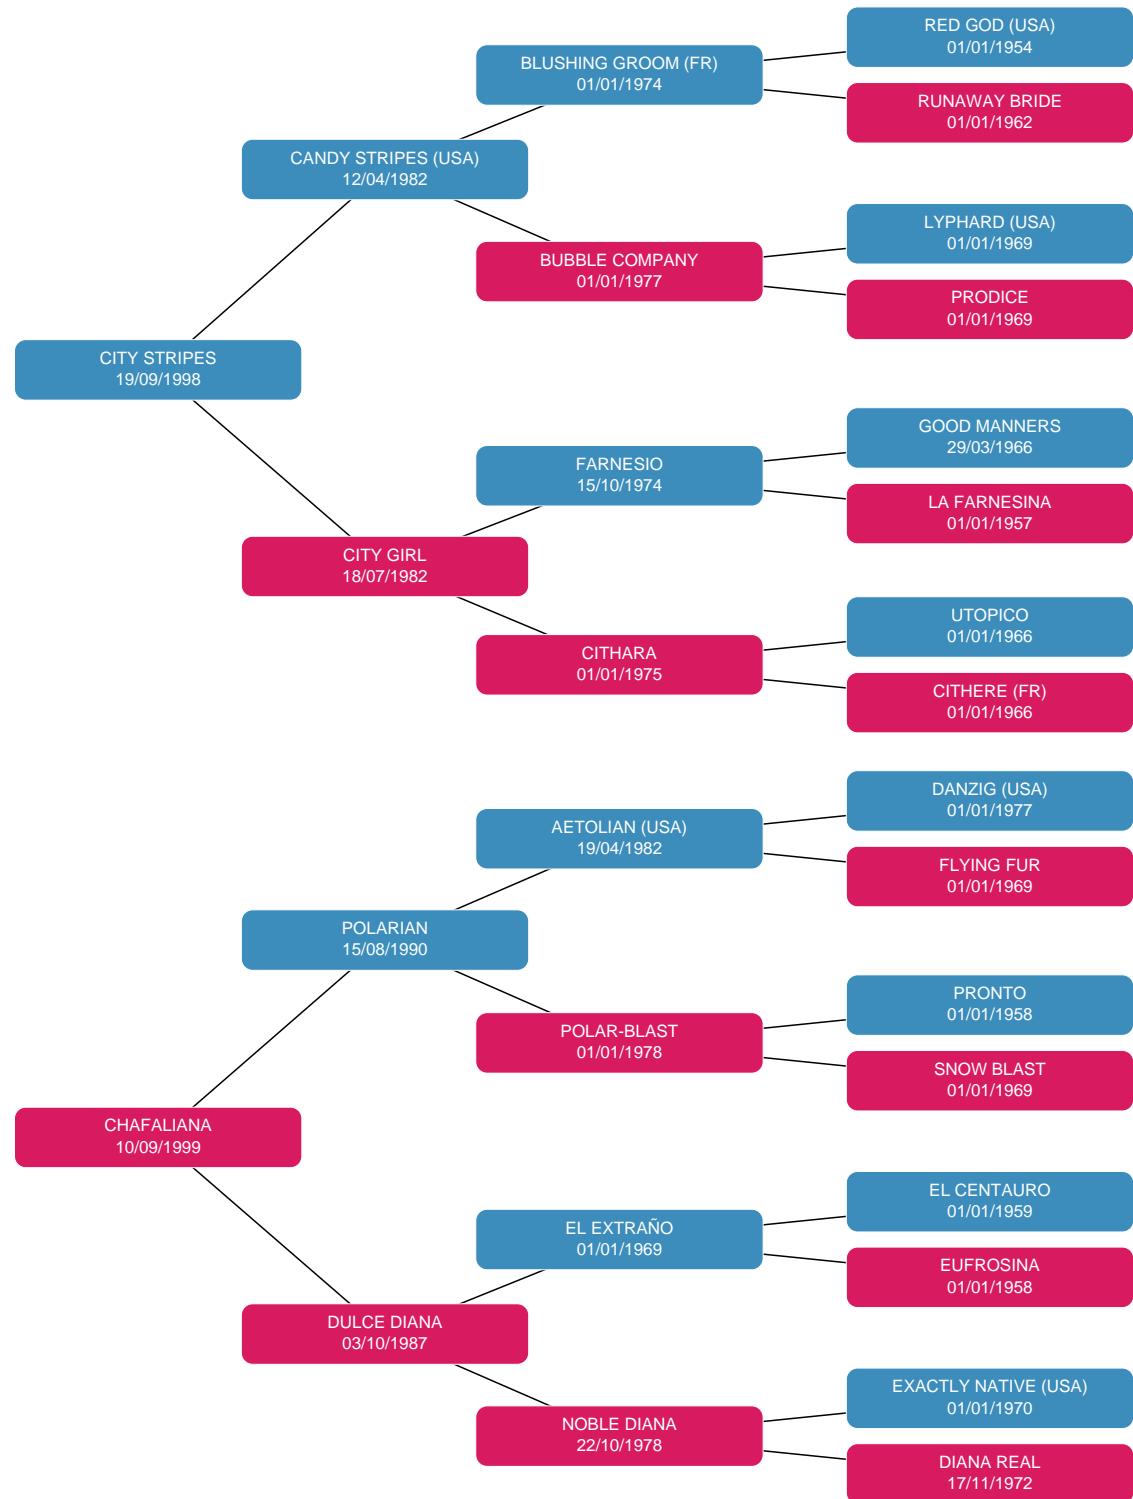 RED GOD (USA)
01/01/1954
BLUSHING GROOM (FR)
01/01/1974
RUNAWAY BRIDE
01/01/1962
CANDY STRIPES (USA)
12/04/1982
LYPHARD (USA)
01/01/1969
BUBBLE COMPANY
01/01/1977
PRODICE
01/01/1969
CITY STRIPES
19/09/1998
GOOD MANNERS
29/03/1966
FARNESIO
15/10/1974
LA FARNESINA
01/01/1957
CITY GIRL
18/07/1982
UTOPICO
01/01/1966
CITHARA
01/01/1975
CITHERE (FR)
01/01/1966
DANZIG (USA)
01/01/1977
AETOLIAN (USA)
19/04/1982
FLYING FUR
01/01/1969
POLARIAN
15/08/1990
PRONTO
01/01/1958
POLAR-BLAST
01/01/1978
SNOW BLAST
01/01/1969
CHAFALIANA
10/09/1999
EL CENTAURO
01/01/1959
EL EXTRAÑO
01/01/1969
EUFROSINA
01/01/1958
DULCE DIANA
03/10/1987
EXACTLY NATIVE (USA)
01/01/1970
NOBLE DIANA
22/10/1978
DIANA REAL
17/11/1972